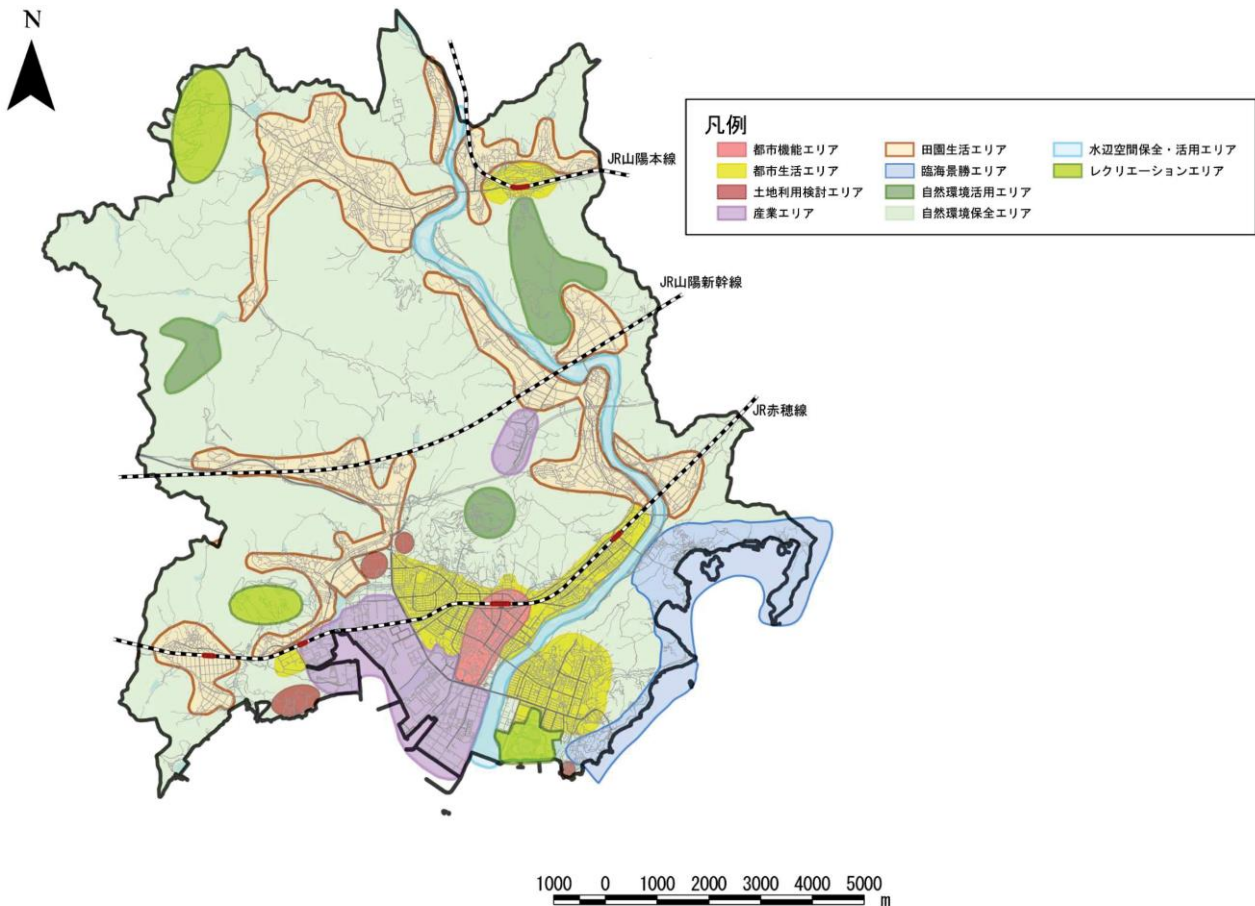 N
JR山陽本線
凡例
都市機能エリア
田園生活エリア
水辺空間保全・活用エリア
都市生活エリア
臨海景勝エリア
レクリエーションエリア
土地利用検討エリア
自然環境活用エリア
産業エリア
自然環境保全エリア
JR山陽新幹線
JR赤穂線
1000 0 1000 2000 3000 4000 5000
m